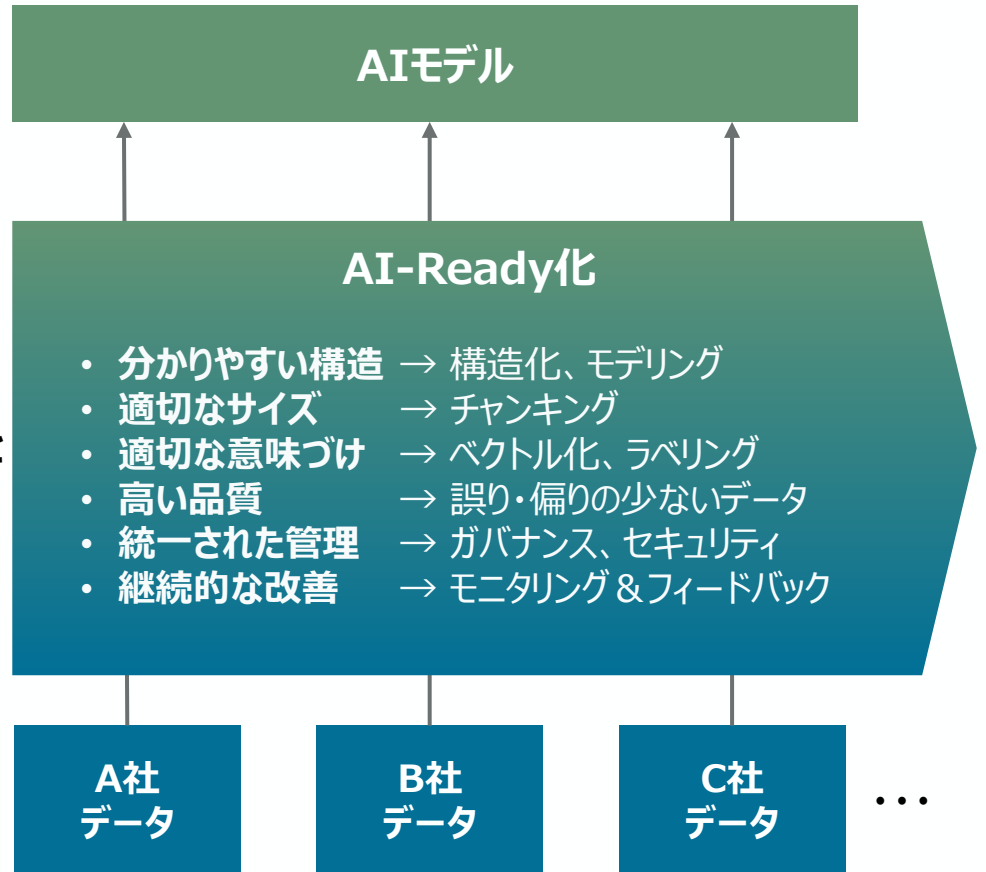 AIモデル
AI-Ready化
• 分かりやすい構造 → 構造化、モデリング
• 適切なサイズ → チャンキング
• 適切な意味づけ → ベクトル化、ラベリング
• 高い品質 → 誤り・偏りの少ないデータ
• 統一された管理 → ガバナンス、セキュリティ
• 継続的な改善 → モニタリング＆フィードバック
A社
データ
B社
データ
C社
データ
・・・